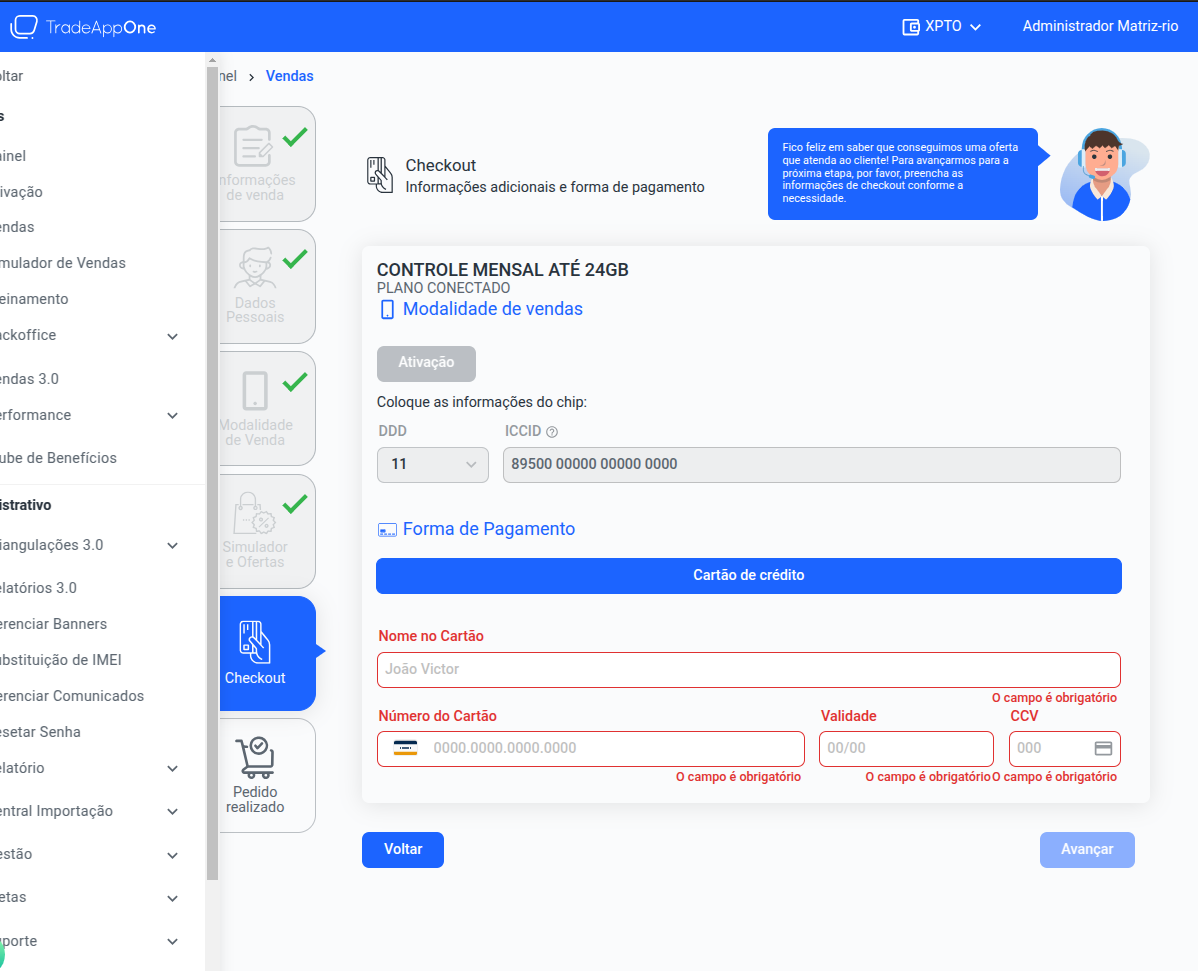 TradeAppOne
XPTO
Administrador Matriz-rio
oltar
s
inel
ivação
endas
mulador de Vendas
einamento
ackoffice
endas 3.0
erformance
ube de Benefícios
istrativo
iangulações 3.0
elatórios 3.0
erenciar Banners
ubstituição de IMEI
erenciar Comunicados
esetar Senha
elatório
entral Importação
estão
etas
porte
nel › Vendas
nformações
de venda
Dados
Pessoais
Modalidade
de Venda
Simulador
e Ofertas
Checkout
Pedido
realizado
Checkout
Informações adicionais e forma de pagamento
Fico feliz em saber que conseguimos uma oferta
que atenda ao cliente! Para avançarmos para a
próxima etapa, por favor, preencha as
informações de checkout conforme a
necessidade.
CONTROLE MENSAL ATÉ 24GB
PLANO CONECTADO
Modalidade de vendas
Ativação
Coloque as informações do chip:
DDD ICCID ?
11 89500 00000 00000 0000
Forma de Pagamento
Cartão de crédito
Nome no Cartão
João Victor
O campo é obrigatório
Número do Cartão Validade CCV
0000.0000.0000.0000 00/00 000
O campo é obrigatório O campo é obrigatório O campo é obrigatório
Voltar Avançar